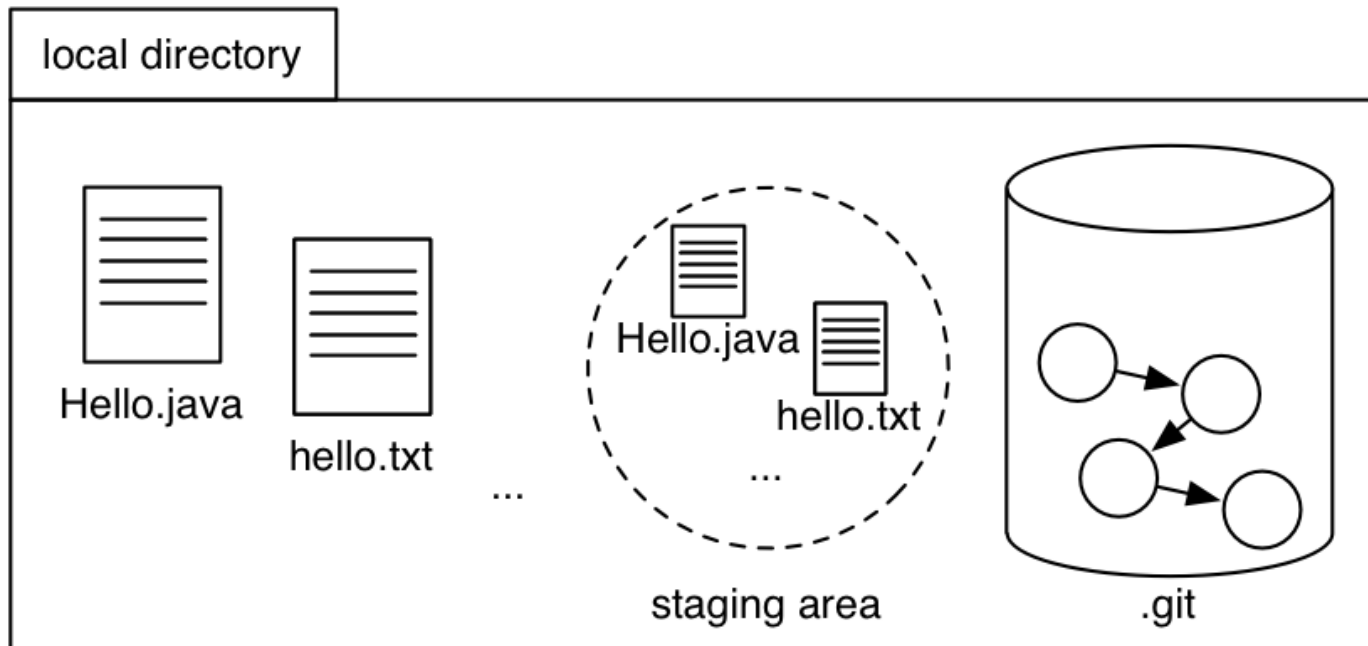 local directory
Hello.java
hello.txt
...
Hello.java
hello.txt
...
staging area
.git